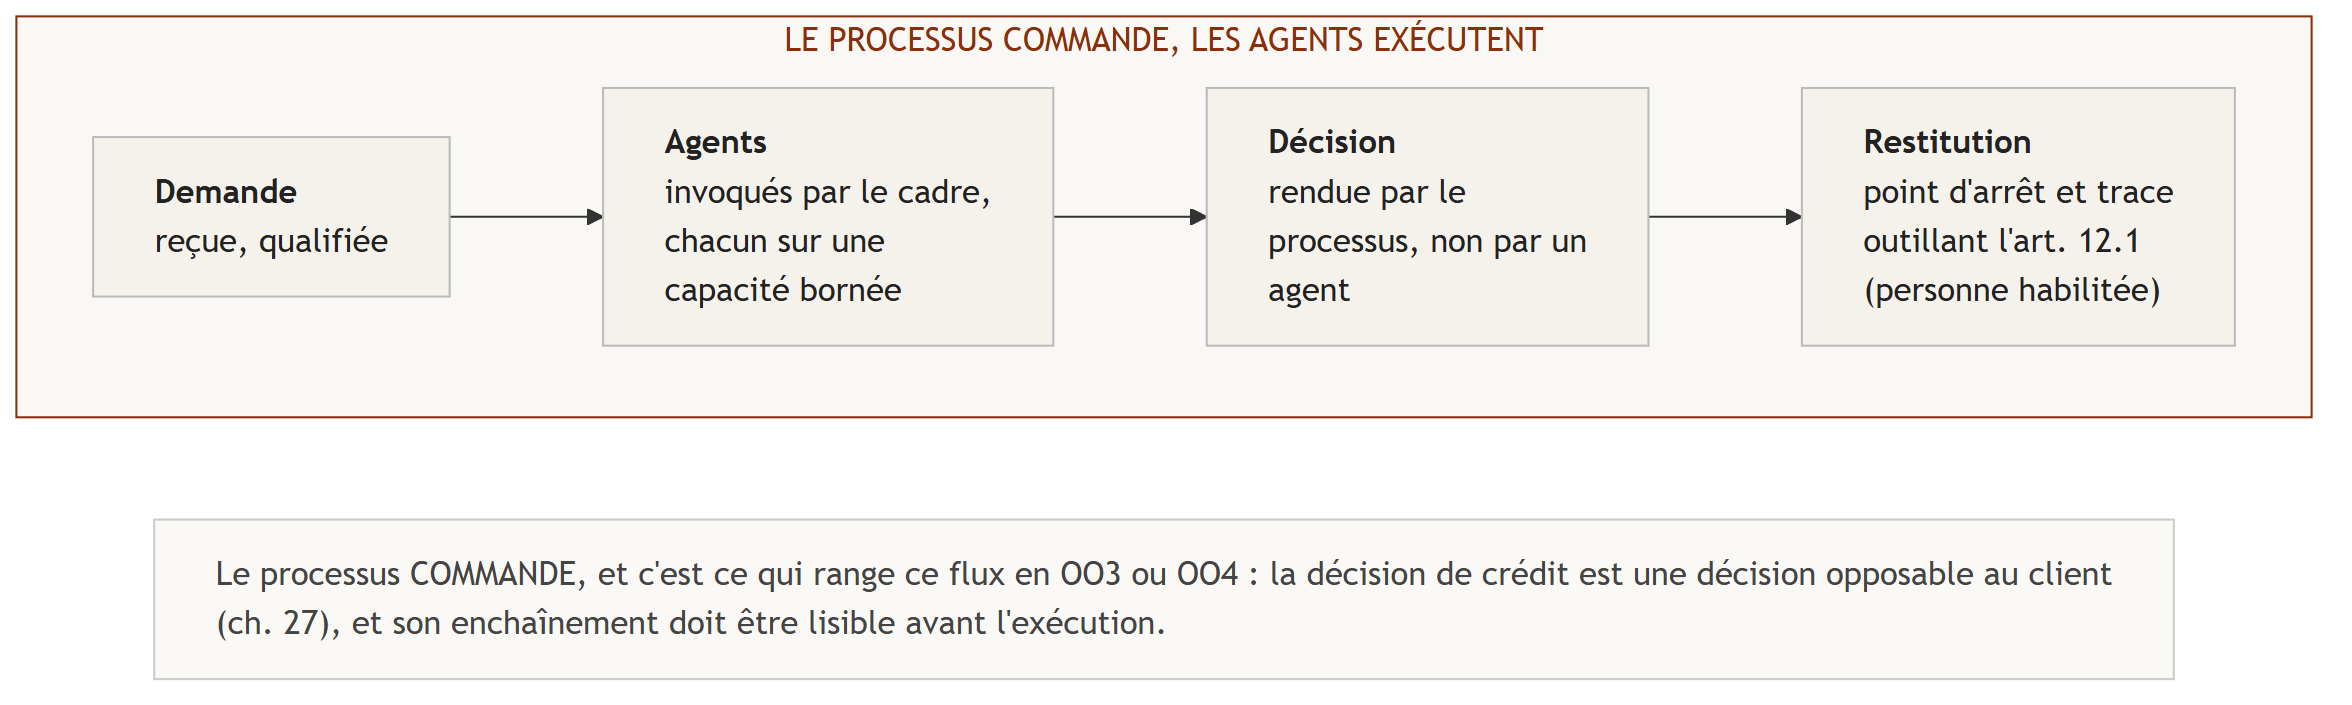 LE PROCESSUS COMMANDE, LES AGENTS EXÉCUTENT
Demande
reçue, qualifiée
Agents
invoqués par le cadre,
chacun sur une
capacité bornée
Décision
rendue par le
processus, non par un
agent
Restitution
point d'arrêt et trace
outillant l'art. 12.1
(personne habilitée)
Le processus COMMANDE, et c'est ce qui range ce flux en OO3 ou OO4 : la décision de crédit est une décision opposable au client
(ch. 27), et son enchaînement doit être lisible avant l'exécution.